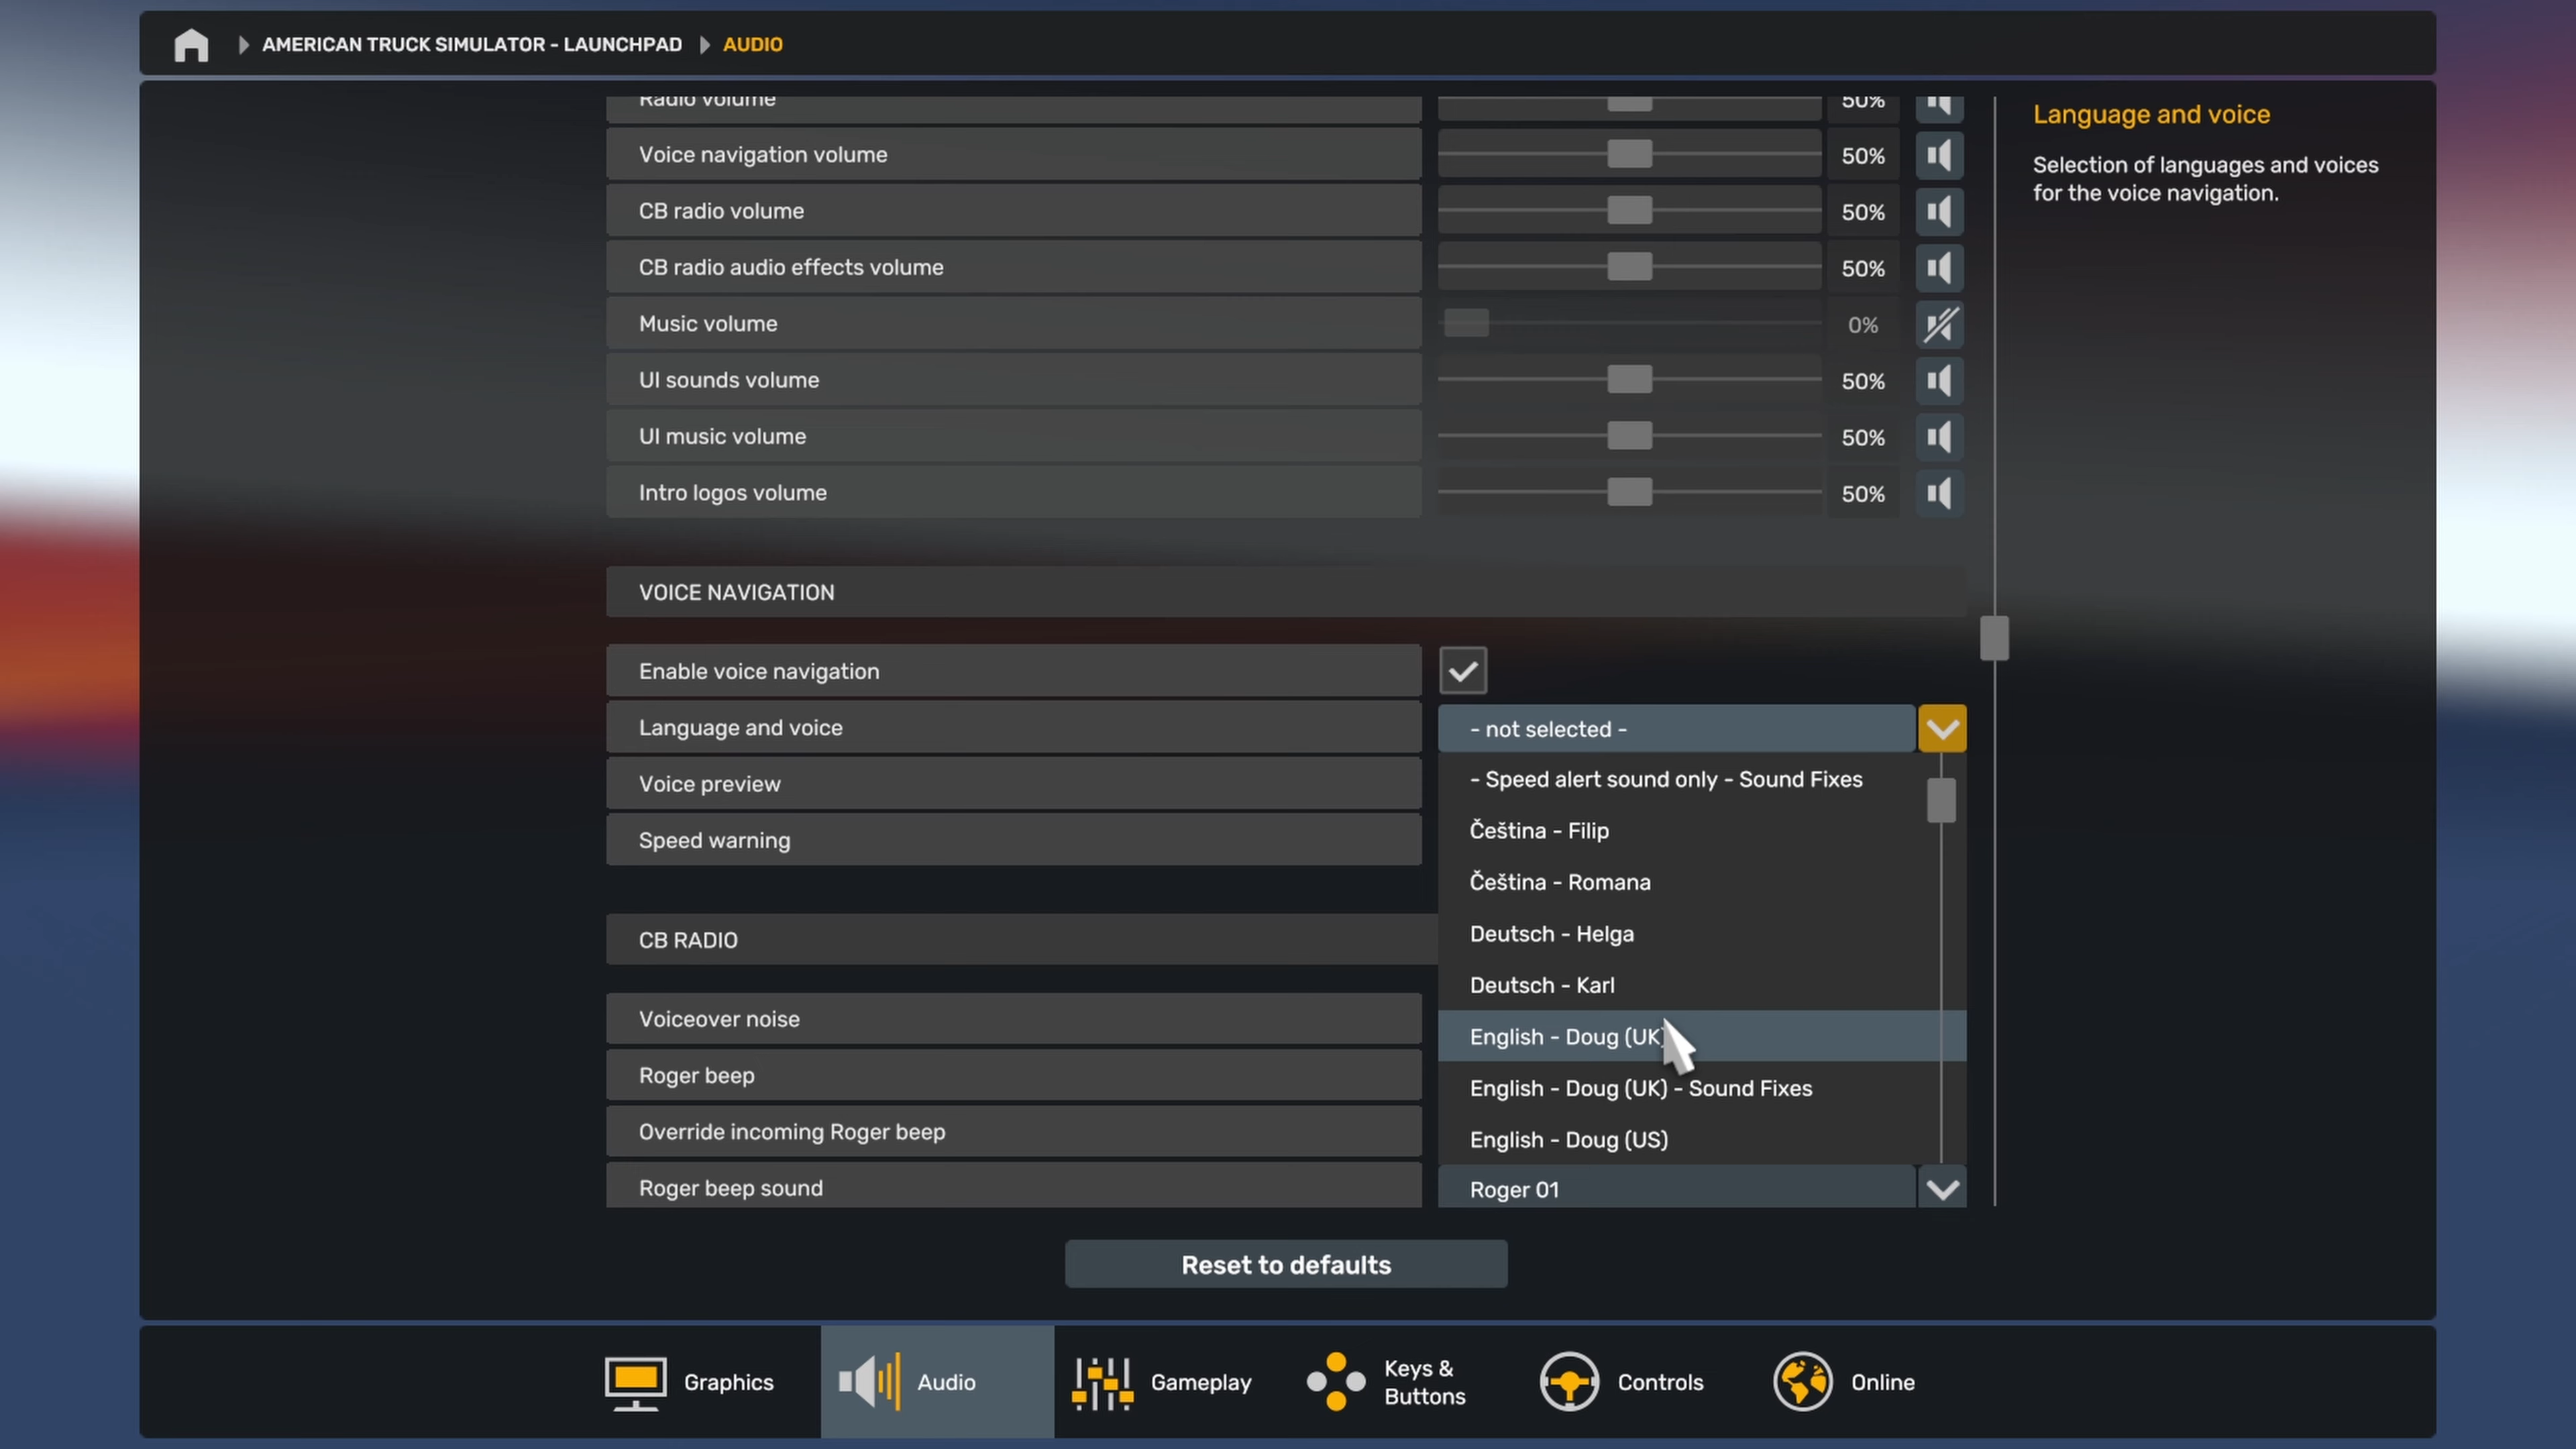 AMERICAN TRUCK SIMULATOR - LAUNCHPAD AUDIO
Radio volume 50%
Voice navigation volume 50%
CB radio volume 50%
CB radio audio effects volume 50%
Music volume 0%
UI sounds volume 50%
UI music volume 50%
Intro logos volume 50%
Language and voice
Selection of languages and voices
for the voice navigation.
VOICE NAVIGATION
Enable voice navigation
Language and voice - not selected -
Voice preview
Speed warning
- Speed alert sound only - Sound Fixes
Čeština - Filip
Čeština - Romana
Deutsch - Helga
Deutsch - Karl
English - Doug (UK)
English - Doug (UK) - Sound Fixes
English - Doug (US)
CB RADIO
Voiceover noise
Roger beep
Override incoming Roger beep
Roger beep sound Roger 01
Reset to defaults
Graphics
Audio
Gameplay
Keys &
Buttons
Controls
Online